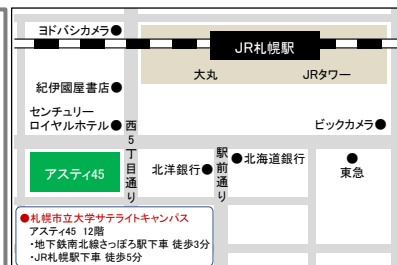 ヨドバシカメラ●
JR札幌駅
大丸
JRタワー
紀伊國屋書店●
センチュリー
ロイヤルホテル●
ビックカメラ●
西5丁目通り
駅前通り
アスティ45
北洋銀行●
●北海道銀行
●
東急
●札幌市立大学サテライトキャンパス
アスティ45 12階
・地下鉄南北線さっぽろ駅下車 徒歩3分
・JR札幌駅下車 徒歩5分